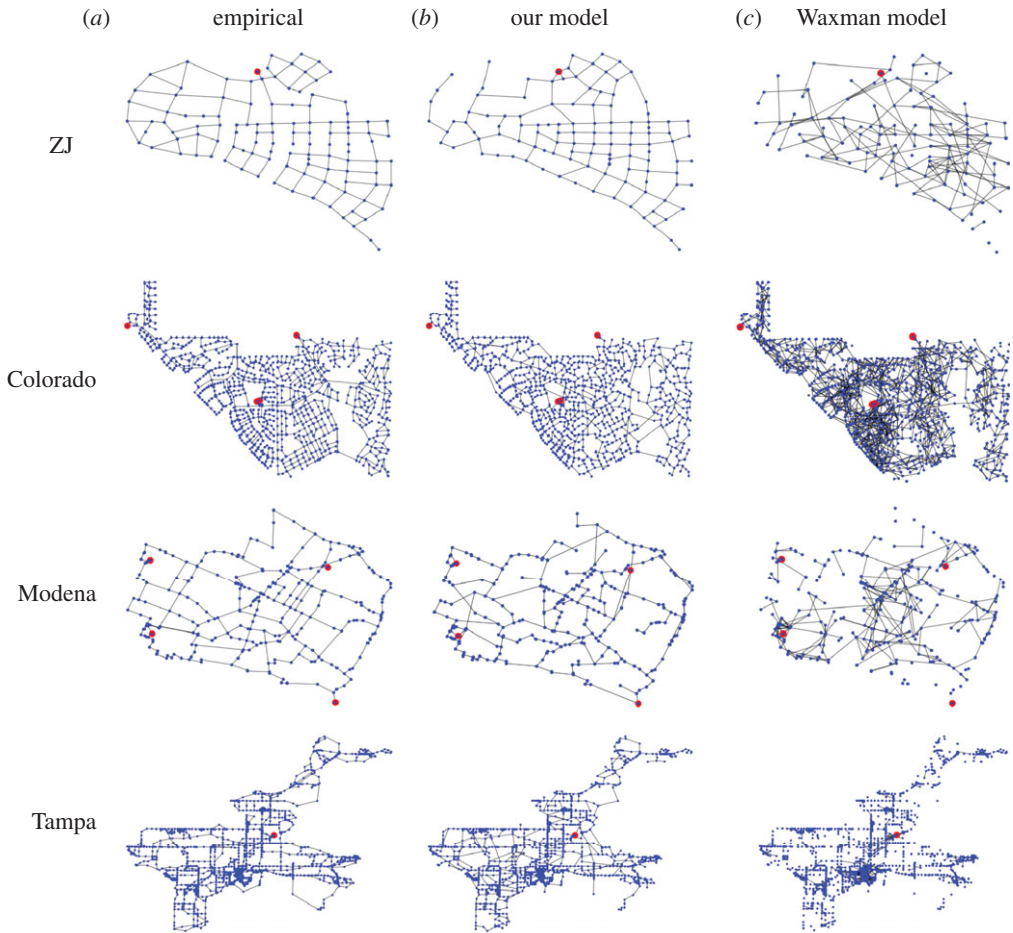 (a) empirical (b) our model (c) Waxman model
ZJ
Colorado
Modena
Tampa